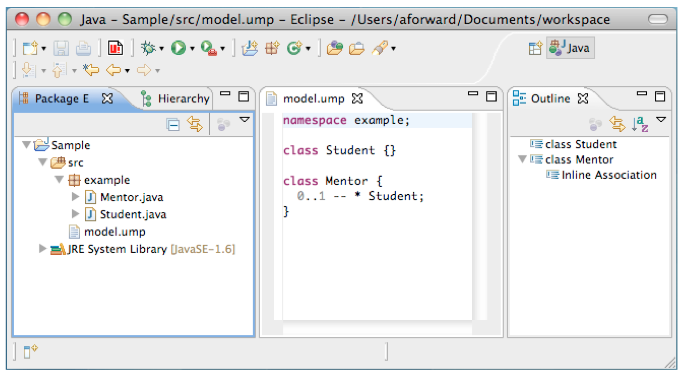 Java - Sample/src/model.ump - Eclipse - /Users/aforward/Documents/workspace
Uh
Java
Package E
Hierarchy
Sample
src
example
J Mentor.java
J Student.java
model.ump
JRE System Library [JavaSE-1.6]
model.ump
namespace example;
class Student {}
class Mentor {
0..1 -- * Student;
}
Outline
a
z
class Student
class Mentor
Inline Association